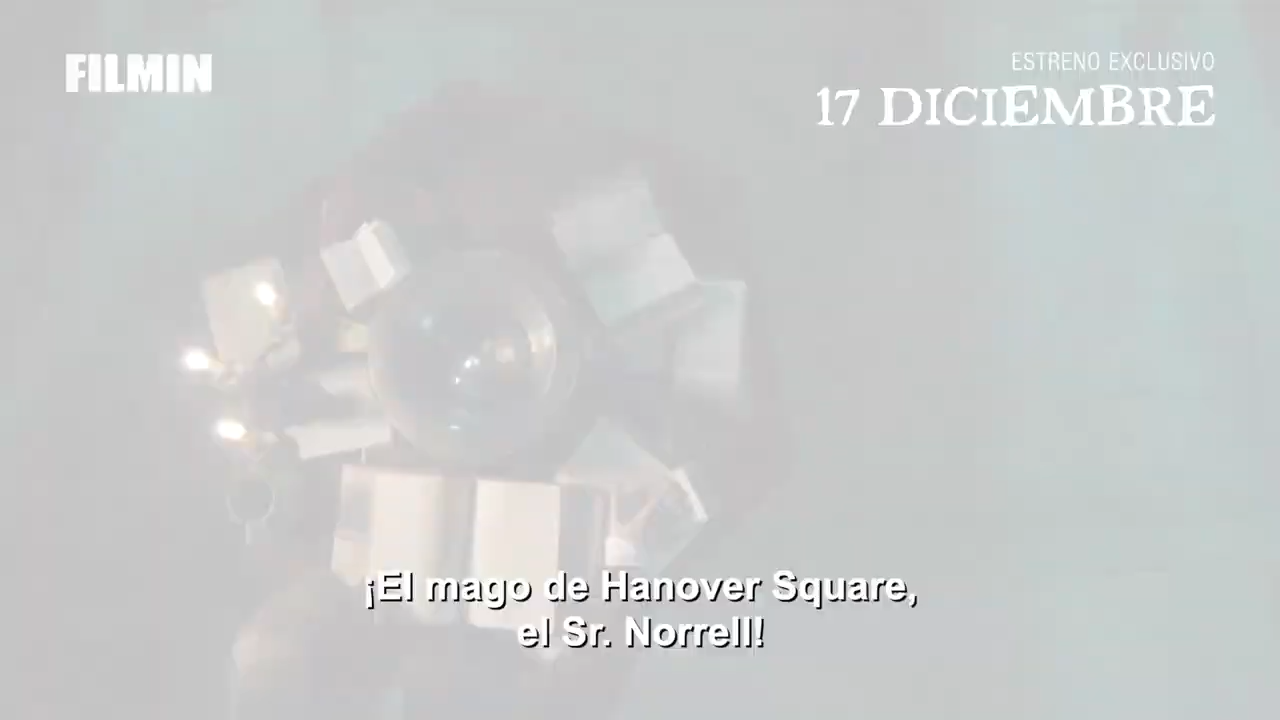 FILMIN
ESTRENO EXCLUSIVO
17 DICIEMBRE
¡El mago de Hanover Square,
el Sr. Norrell!